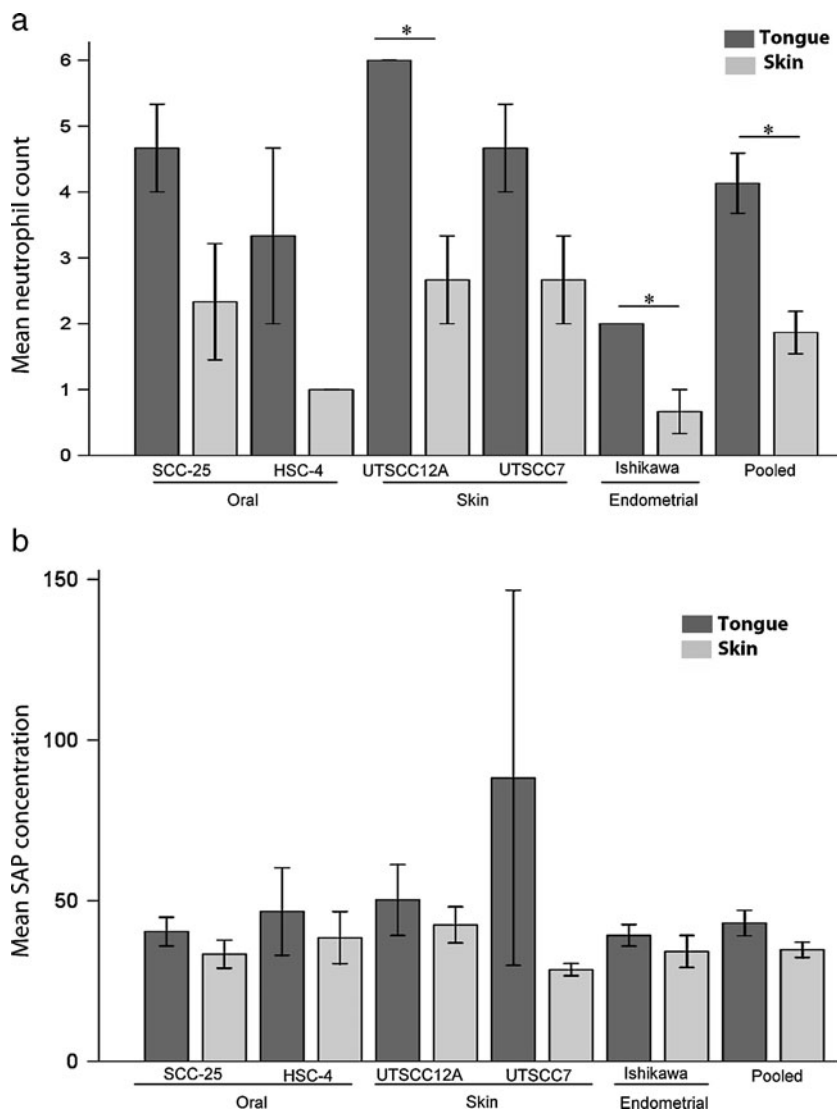 a
Mean neutrophil count
6
5
4
3
2
1
0
Tongue
Skin
*
*
*
SCC-25 HSC-4 UTSCC12A UTSCC7 Ishikawa Pooled
Oral Skin Endometrial
b
Mean SAP concentration
150
100
50
0
Tongue
Skin
SCC-25 HSC-4 UTSCC12A UTSCC7 Ishikawa Pooled
Oral Skin Endometrial